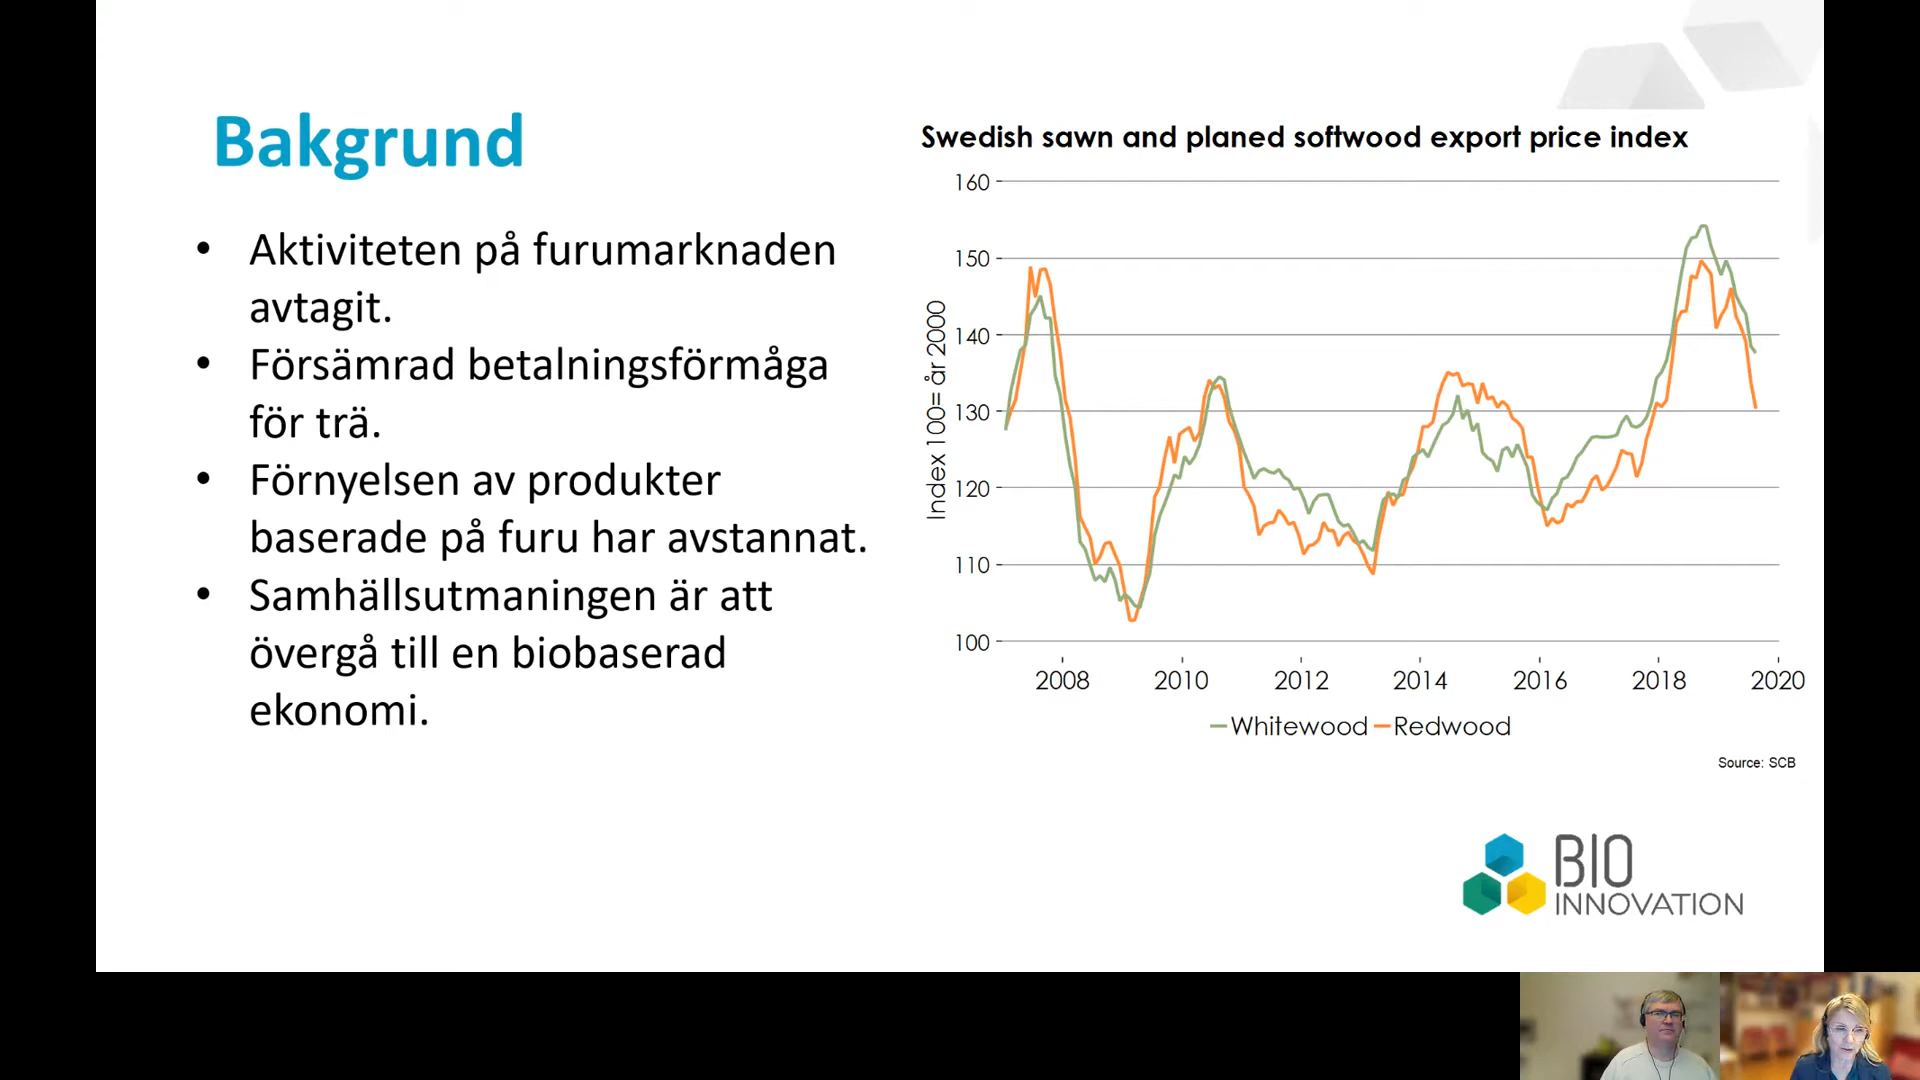 Bakgrund
• Aktiviteten på furumarknaden
avtagit.
• Försämrad betalningsförmåga
för trä.
• Förnyelsen av produkter
baserade på furu har avstannat.
• Samhällsutmaningen är att
övergå till en biobaserad
ekonomi.
Swedish sawn and planed softwood export price index
Index 100= år 2000
160
150
140
130
120
110
100
2008 2010 2012 2014 2016 2018 2020
Whitewood Redwood
Source: SCB
BIO
INNOVATION